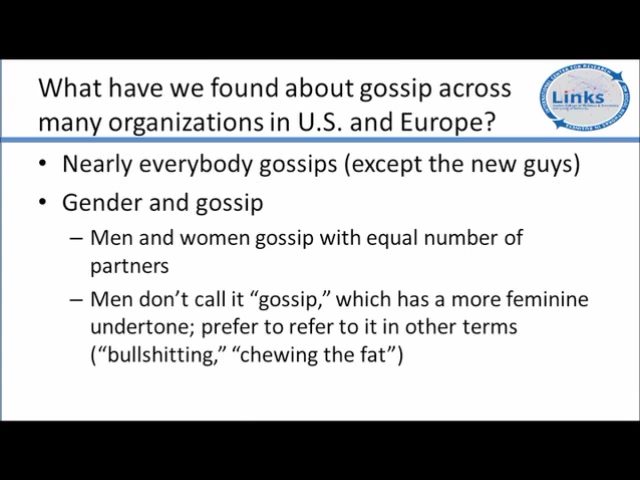 What have we found about gossip across
many organizations in U.S. and Europe?
Links
• Nearly everybody gossips (except the new guys)
• Gender and gossip
– Men and women gossip with equal number of
partners
– Men don’t call it “gossip,” which has a more feminine
undertone; prefer to refer to it in other terms
(“bullshitting,” “chewing the fat”)